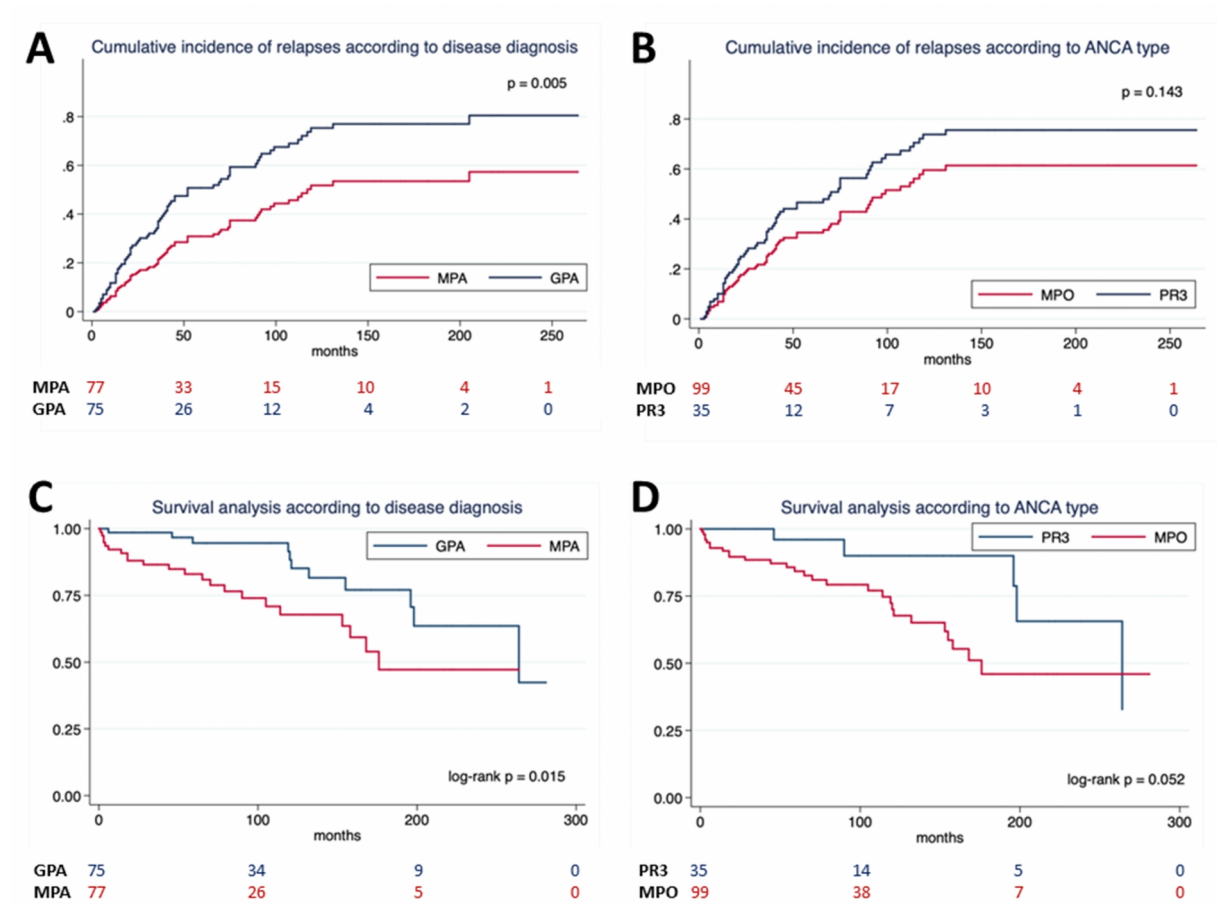 A
Cumulative incidence of relapses according to disease diagnosis
p = 0.005
.8
.6
.4
.2
0
MPA GPA
0 50 100 150 200 250
months
MPA 77 33 15 10 4 1
GPA 75 26 12 4 2 0
B
Cumulative incidence of relapses according to ANCA type
p = 0.143
.8
.6
.4
.2
0
MPO PR3
0 50 100 150 200 250
months
MPO 99 45 17 10 4 1
PR3 35 12 7 3 1 0
C
Survival analysis according to disease diagnosis
1.00
0.75
0.50
0.25
0.00
GPA MPA
log-rank p = 0.015
0 100 200 300
months
GPA 75 34 9 0
MPA 77 26 5 0
D
Survival analysis according to ANCA type
1.00
0.75
0.50
0.25
0.00
PR3 MPO
log-rank p = 0.052
0 100 200 300
months
PR3 35 14 5 0
MPO 99 38 7 0